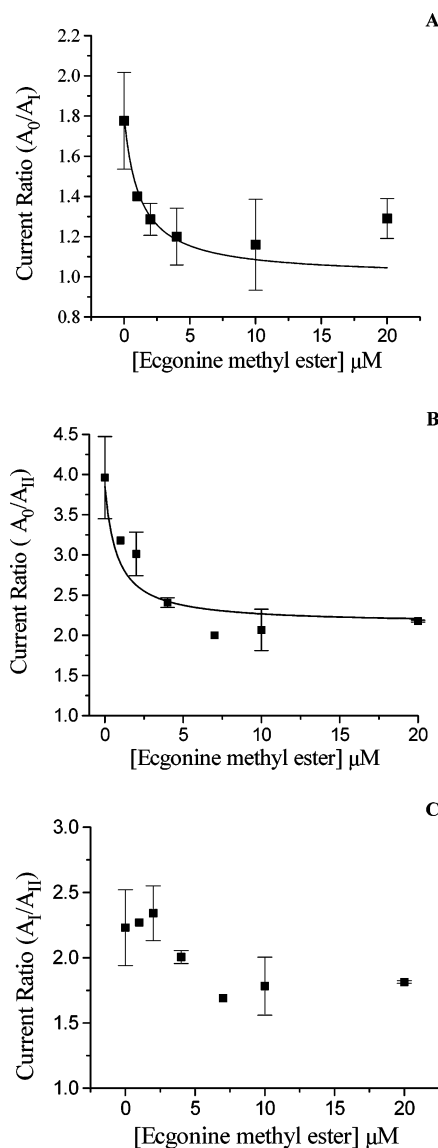 A
2.2
2.0
1.8
1.6
1.4
1.2
1.0
0.8
Current Ratio (A0/AI)
0 5 10 15 20
[Ecgonine methyl ester] μM
B
4.5
4.0
3.5
3.0
2.5
2.0
1.5
1.0
Current Ratio ( A0/AII)
0 5 10 15 20
[Ecgonine methyl ester] μM
C
3.0
2.5
2.0
1.5
1.0
Current Ratio (AI/AII)
0 5 10 15 20
[Ecgonine methyl ester] μM